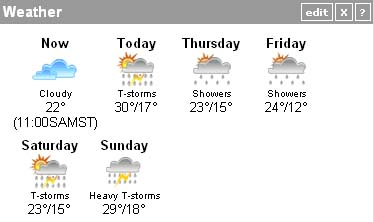 Weather edit x ?
Now Today Thursday Friday
Cloudy T-storms Showers Showers
22° 30°/17° 23°/15° 24°/12°
(11:00SAMST)
Saturday Sunday
T-storms Heavy T-storms
23°/15° 29°/18°